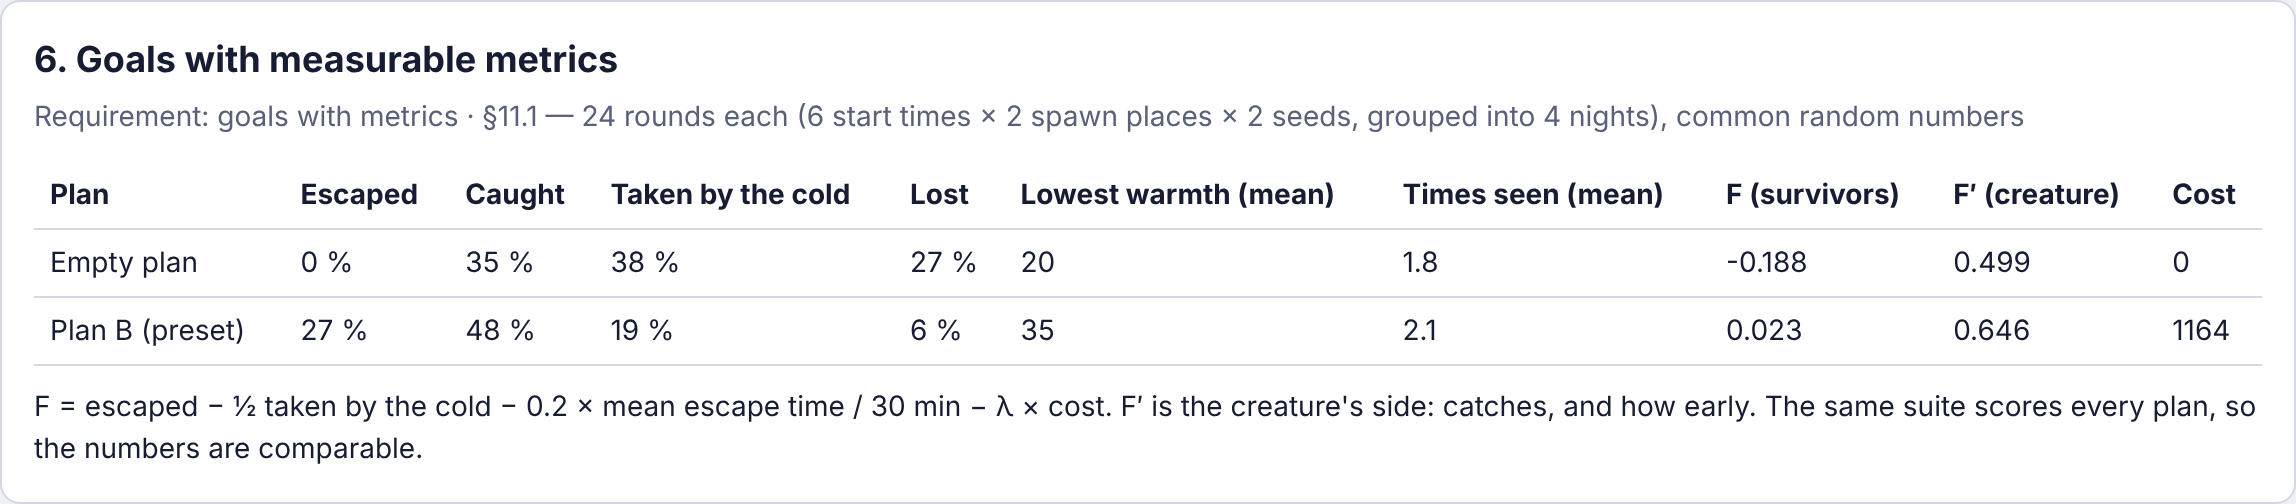 6. Goals with measurable metrics
Requirement: goals with metrics · §11.1 — 24 rounds each (6 start times × 2 spawn places × 2 seeds, grouped into 4 nights), common random numbers
Plan Escaped Caught Taken by the cold Lost Lowest warmth (mean) Times seen (mean) F (survivors) F′ (creature) Cost
Empty plan 0 % 35 % 38 % 27 % 20 1.8 -0.188 0.499 0
Plan B (preset) 27 % 48 % 19 % 6 % 35 2.1 0.023 0.646 1164
F = escaped − ½ taken by the cold − 0.2 × mean escape time / 30 min − λ × cost. F′ is the creature's side: catches, and how early. The same suite scores every plan, so
the numbers are comparable.